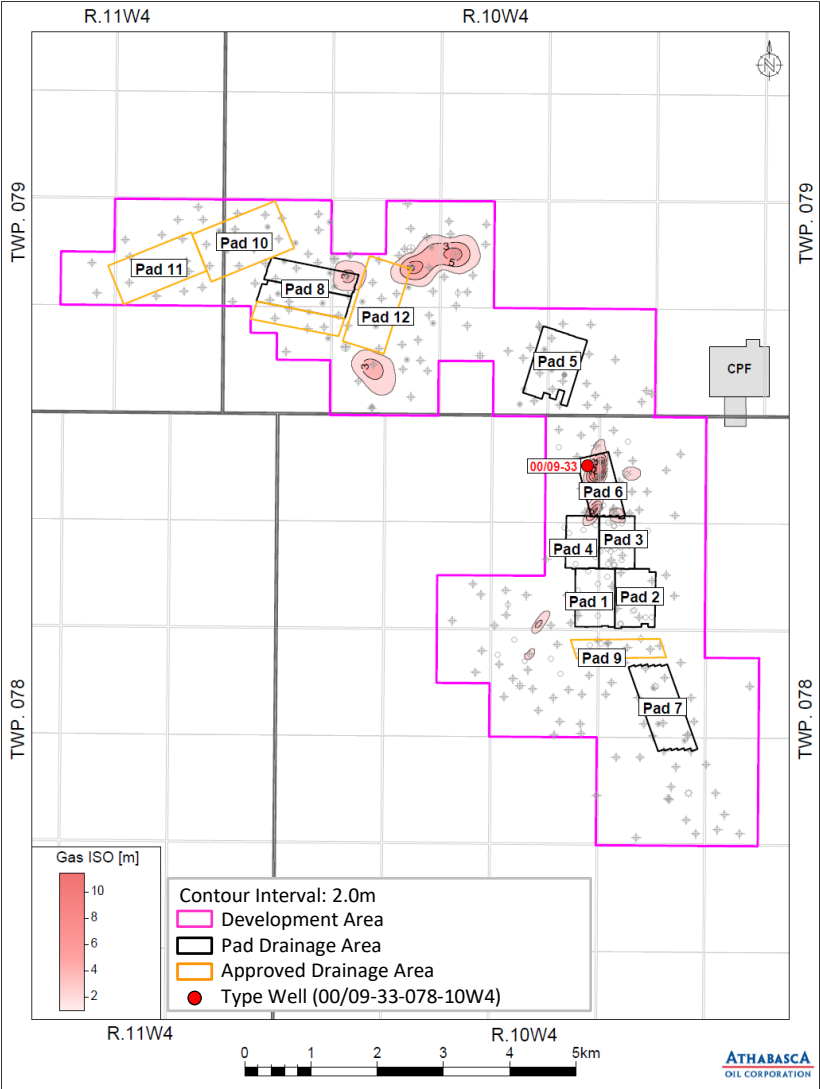 R.11W4 R.10W4
N
TWP. 079
TWP. 079
Pad 10
Pad 11
3
5
5
3
Pad 8
Pad 12
3
Pad 5
CPF
00/09-33
Pad 6
Pad 3
Pad 4
Pad 1
Pad 2
Pad 9
Pad 7
TWP. 078
TWP. 078
Gas ISO [m]
10
8
6
4
2
Contour Interval: 2.0m
Development Area
Pad Drainage Area
Approved Drainage Area
Type Well (00/09-33-078-10W4)
R.11W4 R.10W4
0 1 2 3 4 5km
ATHABASCA
OIL CORPORATION